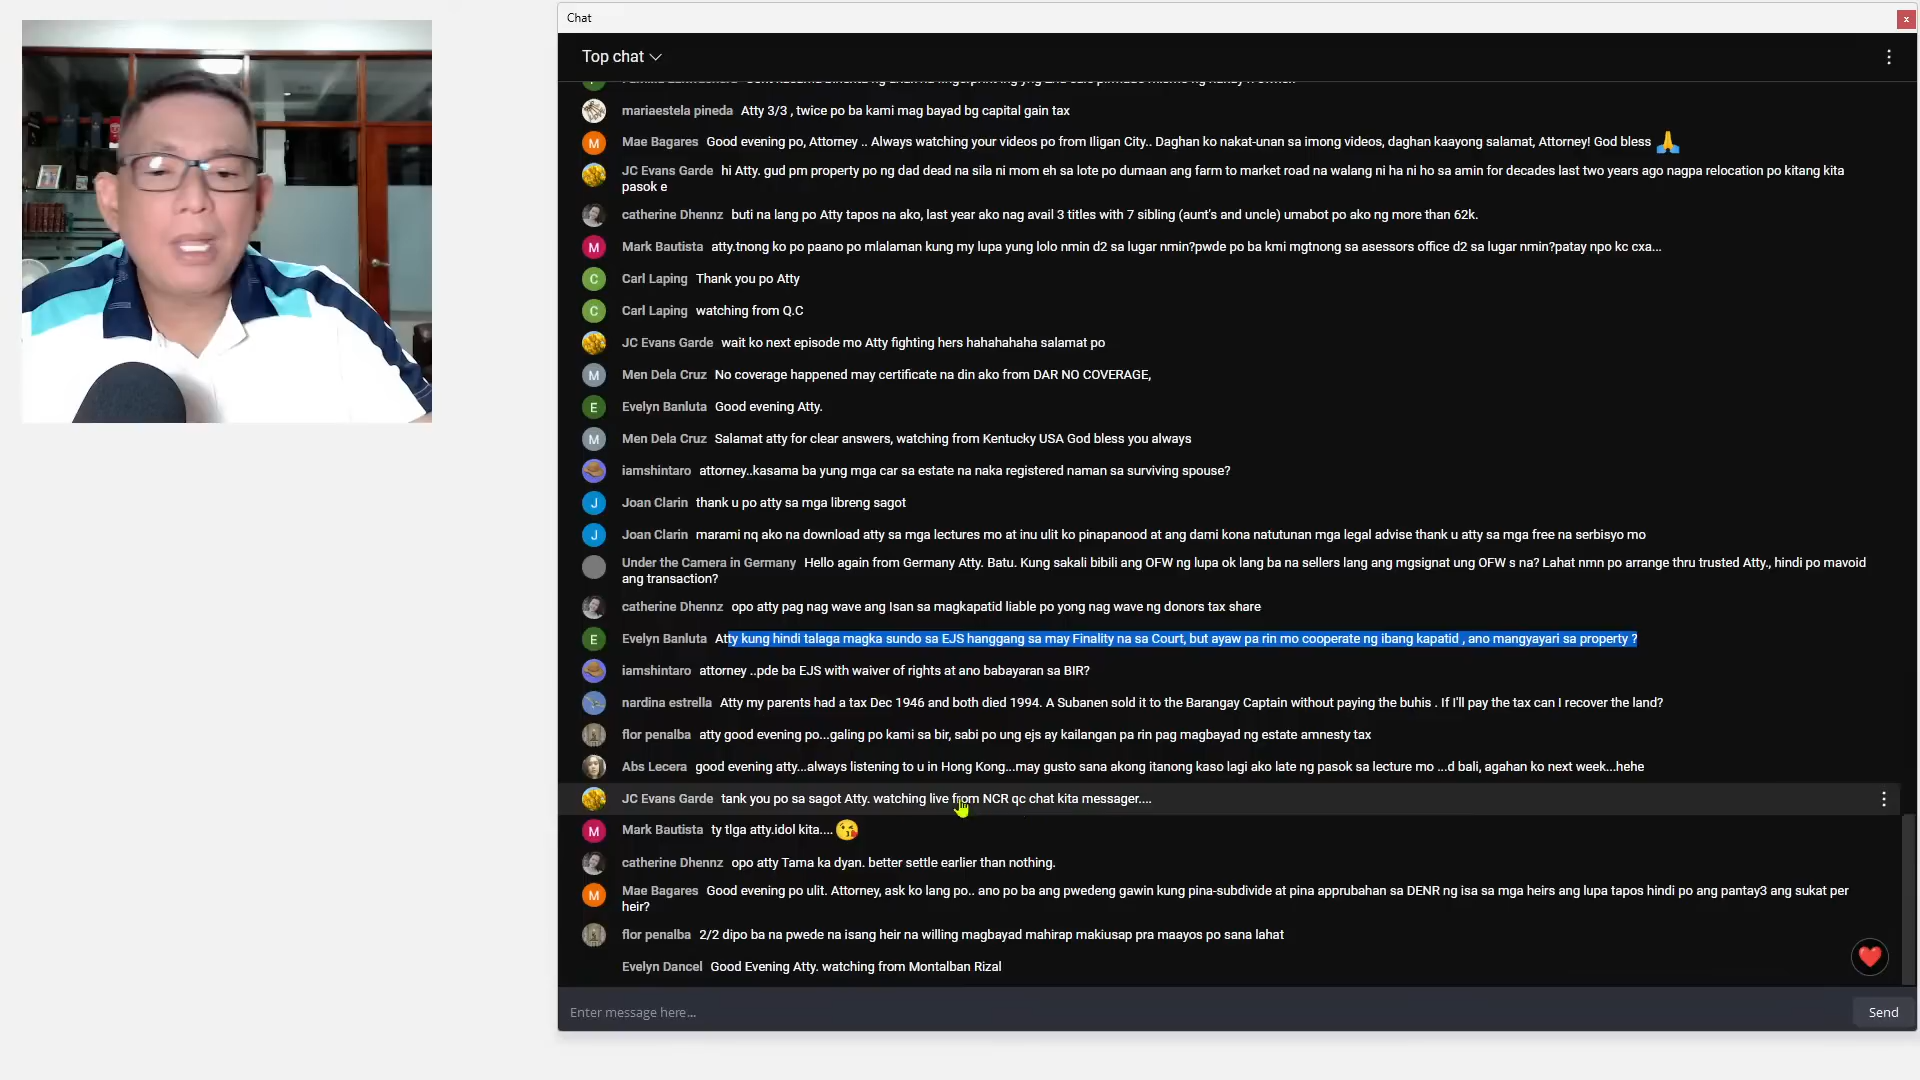 Chat
x
Top chat
mariaestela pineda Atty 3/3 , twice po ba kami mag bayad bg capital gain tax
M Mae Bagares Good evening po, Attorney .. Always watching your videos po from Iligan City.. Daghan ko nakat-unan sa imong videos, daghan kaayong salamat, Attorney! God bless 🙏
JC Evans Garde hi Atty. gud pm property po ng dad dead na sila ni mom eh sa lote po dumaan ang farm to market road na walang ni ha ni ho sa amin for decades last two years ago nagpa relocation po kitang kita
pasok e
catherine Dhennz buti na lang po Atty tapos na ako, last year ako nag avail 3 titles with 7 sibling (aunt's and uncle) umabot po ako ng more than 62k.
M Mark Bautista atty.tnong ko po paano po mlalaman kung my lupa yung lolo nmin d2 sa lugar nmin?pwde po ba kmi mgtnong sa asessors office d2 sa lugar nmin?patay npo kc cxa...
C Carl Laping Thank you po Atty
C Carl Laping watching from Q.C
JC Evans Garde wait ko next episode mo Atty fighting hers hahahahaha salamat po
M Men Dela Cruz No coverage happened may certificate na din ako from DAR NO COVERAGE,
E Evelyn Banluta Good evening Atty.
M Men Dela Cruz Salamat atty for clear answers, watching from Kentucky USA God bless you always
iamshintaro attorney..kasama ba yung mga car sa estate na naka registered naman sa surviving spouse?
J Joan Clarin thank u po atty sa mga libreng sagot
J Joan Clarin marami nq ako na download atty sa mga lectures mo at inu ulit ko pinapanood at ang dami kona natutunan mga legal advise thank u atty sa mga free na serbisyo mo
Under the Camera in Germany Hello again from Germany Atty. Batu. Kung sakali bibili ang OFW ng lupa ok lang ba na sellers lang ang mgsignat ung OFW s na? Lahat nmn po arrange thru trusted Atty., hindi po mavoid
ang transaction?
catherine Dhennz opo atty pag nag wave ang Isan sa magkapatid liable po yong nag wave ng donors tax share
E Evelyn Banluta Atty kung hindi talaga magka sundo sa EJS hanggang sa may Finality na sa Court, but ayaw pa rin mo cooperate ng ibang kapatid , ano mangyayari sa property ?
iamshintaro attorney ..pde ba EJS with waiver of rights at ano babayaran sa BIR?
nardina estrella Atty my parents had a tax Dec 1946 and both died 1994. A Subanen sold it to the Barangay Captain without paying the buhis . If I'll pay the tax can I recover the land?
flor penalba atty good evening po...galing po kami sa bir, sabi po ung ejs ay kailangan pa rin pag magbayad ng estate amnesty tax
Abs Lecera good evening atty...always listening to u in Hong Kong...may gusto sana akong itanong kaso lagi ako late ng pasok sa lecture mo ...d bali, agahan ko next week...hehe
JC Evans Garde tank you po sa sagot Atty. watching live from NCR qc chat kita messager....
M Mark Bautista ty tlga atty.idol kita.... 😘
catherine Dhennz opo atty Tama ka dyan. better settle earlier than nothing.
M Mae Bagares Good evening po ulit. Attorney, ask ko lang po.. ano po ba ang pwedeng gawin kung pina-subdivide at pina apprubahan sa DENR ng isa sa mga heirs ang lupa tapos hindi po ang pantay3 ang sukat per
heir?
flor penalba 2/2 dipo ba na pwede na isang heir na willing magbayad mahirap makiusap pra maayos po sana lahat
Evelyn Dancel Good Evening Atty. watching from Montalban Rizal
Enter message here...
Send